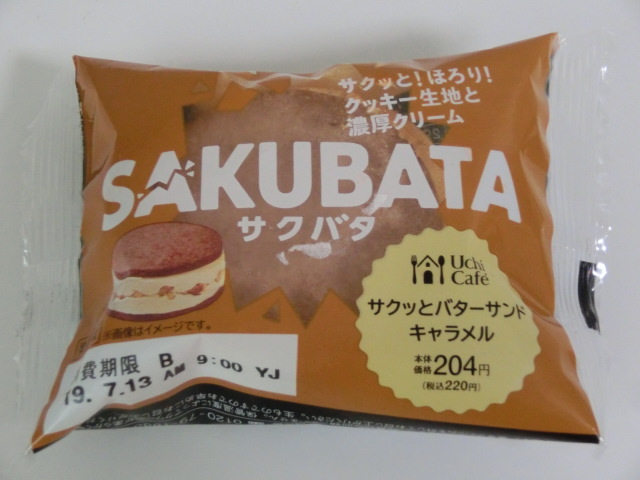 サクッと!ほろり!
クッキー生地と
濃厚クリーム
SAKUBATA
サクバタ
Uchi
Café
サクッとバターサンド
キャラメル
本体
価格204円
(税込220円)
※画像はイメージです。
費期限 B
19. 7.13 AM 9:00 YJ